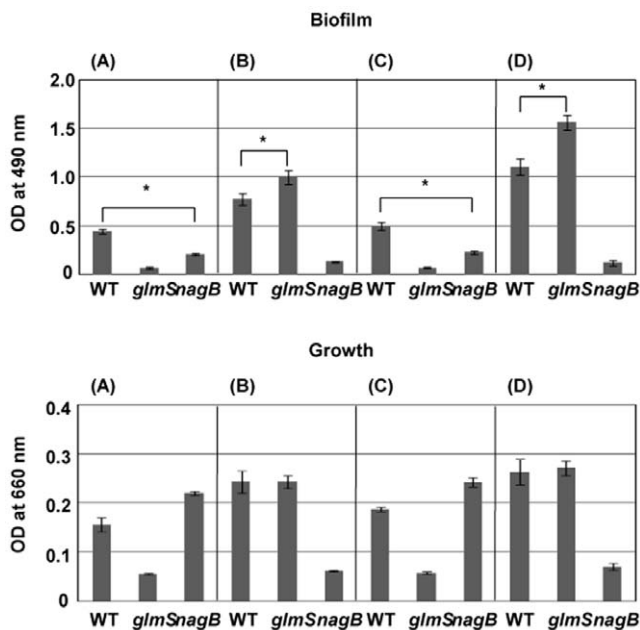 Biofilm
(A) (B) (C) (D)
2.0
1.5
1.0
0.5
0
OD at 490 nm
* * * *
WT glmS nagB WT glmS nagB WT glmS nagB WT glmS nagB
Growth
(A) (B) (C) (D)
0.4
0.3
0.2
0.1
0
OD at 660 nm
WT glmS nagB WT glmS nagB WT glmS nagB WT glmS nagB